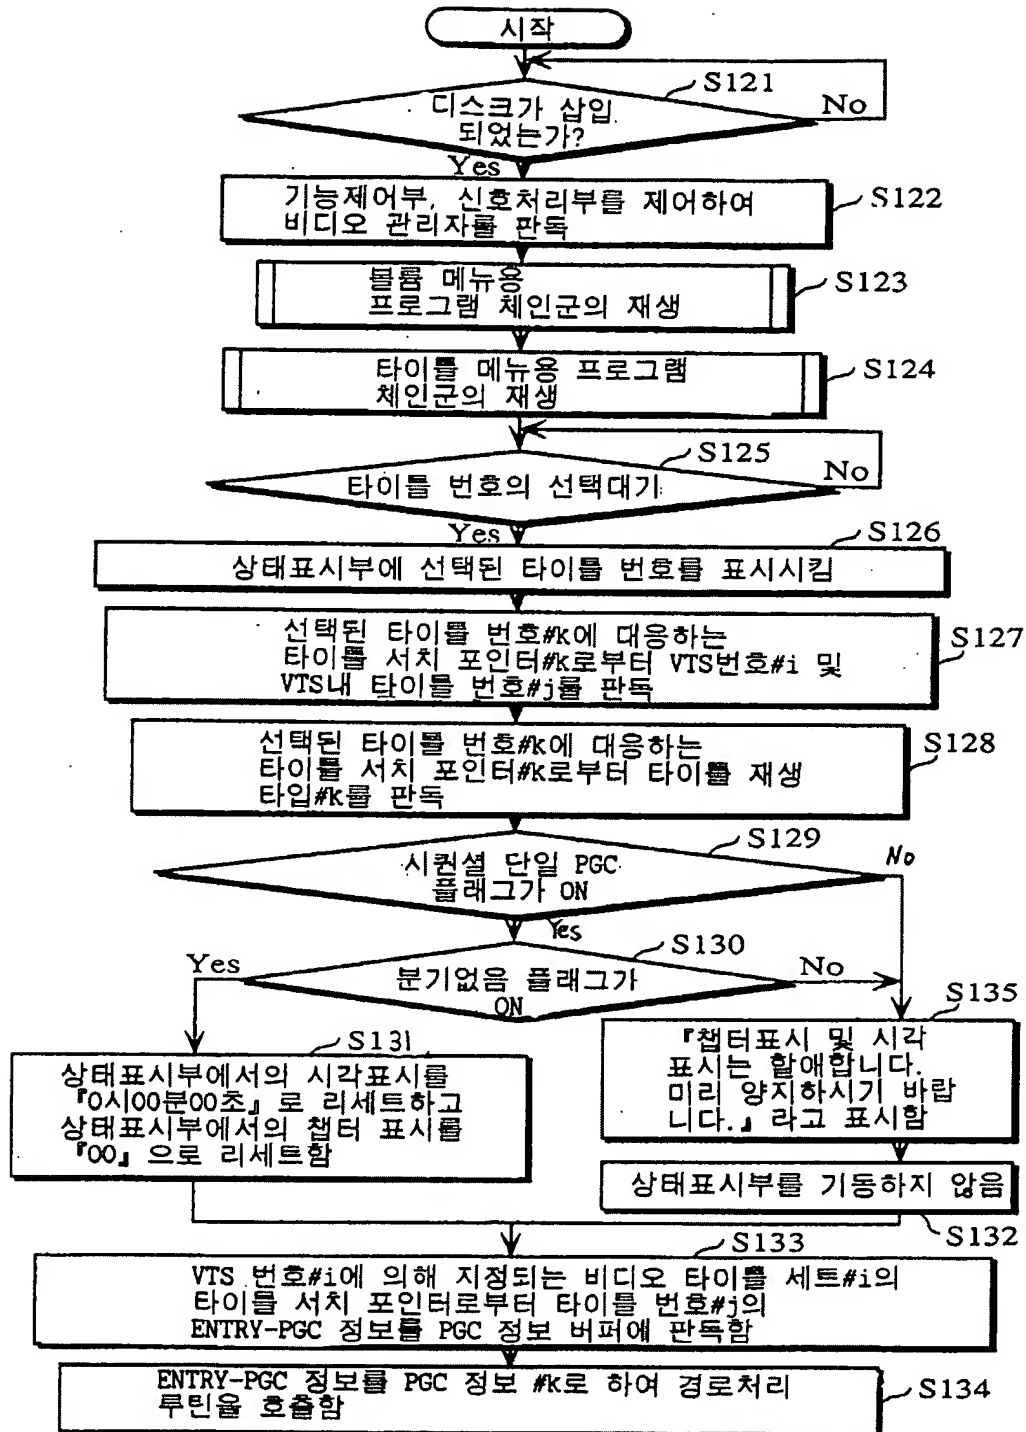 시작
S121
디스크가 삽입
되었는가?
No
Yes
기능제어부, 신호처리부를 제어하여
비디오 관리자를 판독
S122
볼륨 메뉴용
프로그램 체인군의 재생
S123
타이틀 메뉴용 프로그램
체인군의 재생
S124
S125
타이틀 번호의 선택대기
No
Yes
S126
상태표시부에 선택된 타이틀 번호를 표시시킴
선택된 타이틀 번호#k에 대응하는
타이틀 서치 포인터#k로부터 VTS번호#i 및
VTS내 타이틀 번호#j를 판독
S127
선택된 타이틀 번호#k에 대응하는
타이틀 서치 포인터#k로부터 타이틀 재생
타입#k를 판독
S128
S129
시퀀셜 단일 PGC
플래그가 ON
No
Yes
S130
분기없음 플래그가
ON
Yes
No
S131
상태표시부에서의 시각표시를
『0시00분00초』로 리세트하고
상태표시부에서의 챕터 표시를
『00』으로 리세트함
S135
『챕터표시 및 시각
표시는 할애합니다.
미리 양지하시기 바랍
니다.』라고 표시함
상태표시부를 기동하지 않음
S132
S133
VTS 번호#i에 의해 지정되는 비디오 타이틀 세트#i의
타이틀 서치 포인터로부터 타이틀 번호#j의
ENTRY-PGC 정보를 PGC 정보 버퍼에 판독함
ENTRY-PGC 정보를 PGC 정보 #k로 하여 경로처리
루틴을 호출함
S134